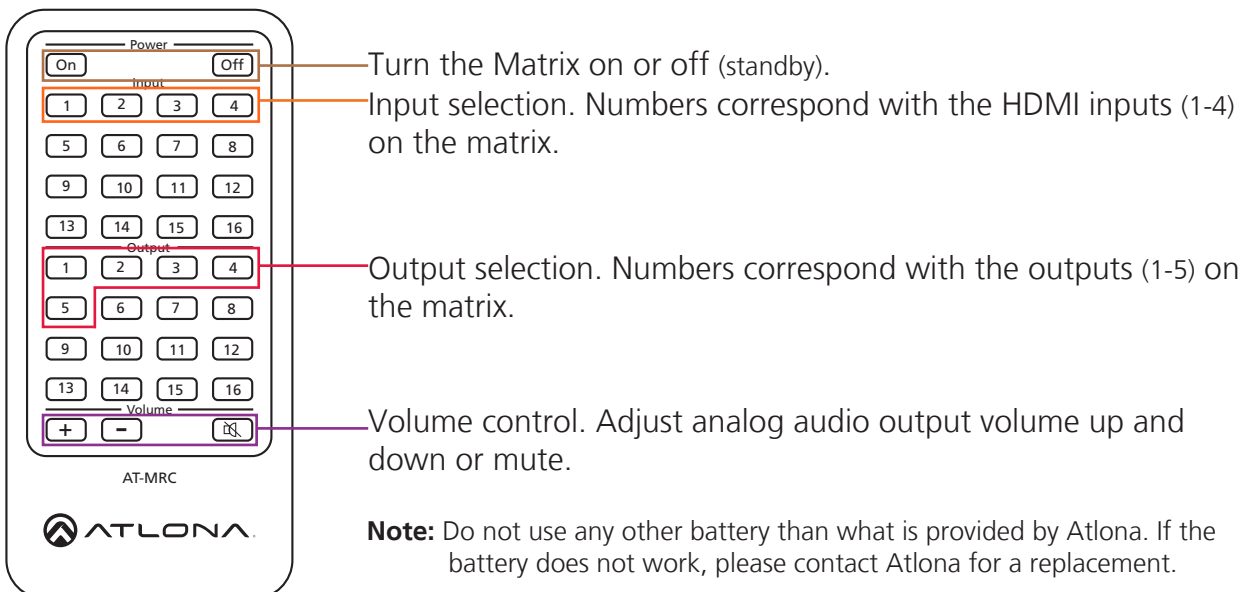 Power
On Off
Input
1 2 3 4
5 6 7 8
9 10 11 12
13 14 15 16
Output
1 2 3 4
5 6 7 8
9 10 11 12
13 14 15 16
Volume
+ −
AT-MRC
ATLONA.
Turn the Matrix on or off (standby).
Input selection. Numbers correspond with the HDMI inputs (1-4)
on the matrix.
Output selection. Numbers correspond with the outputs (1-5) on
the matrix.
Volume control. Adjust analog audio output volume up and
down or mute.
Note: Do not use any other battery than what is provided by Atlona. If the
battery does not work, please contact Atlona for a replacement.